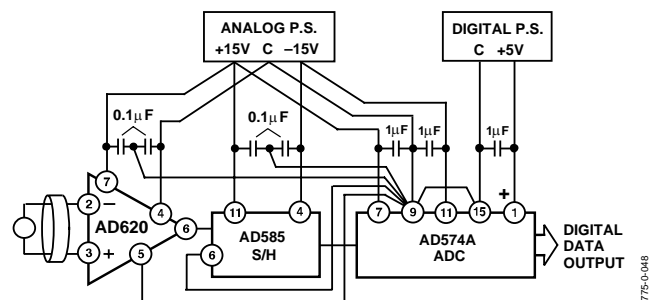 ANALOG P.S.
+15V C –15V
DIGITAL P.S.
C +5V
0.1μF
0.1μF
1μF
1μF
1μF
7
2
–
4
AD620
6
3
+
5
11
4
6
AD585
S/H
7
9
11
15
+
1
AD574A
ADC
DIGITAL
DATA
OUTPUT
775-0-048